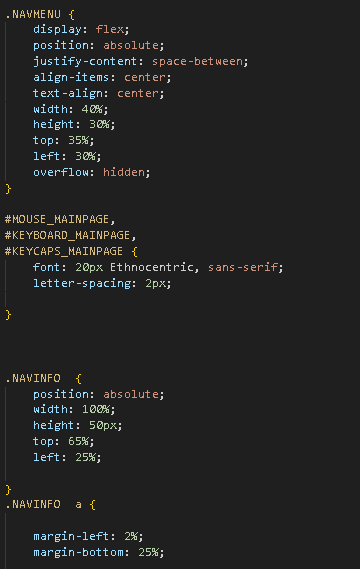 .NAVMENU {
display: flex;
position: absolute;
justify-content: space-between;
align-items: center;
text-align: center;
width: 40%;
height: 30%;
top: 35%;
left: 30%;
overflow: hidden;
}
#MOUSE_MAINPAGE,
#KEYBOARD_MAINPAGE,
#KEYCAPS_MAINPAGE {
font: 20px Ethnocentric, sans-serif;
letter-spacing: 2px;
}
.NAVINFO  {
position: absolute;
width: 100%;
height: 50px;
top: 65%;
left: 25%;
}
.NAVINFO  a {
margin-left: 2%;
margin-bottom: 25%;